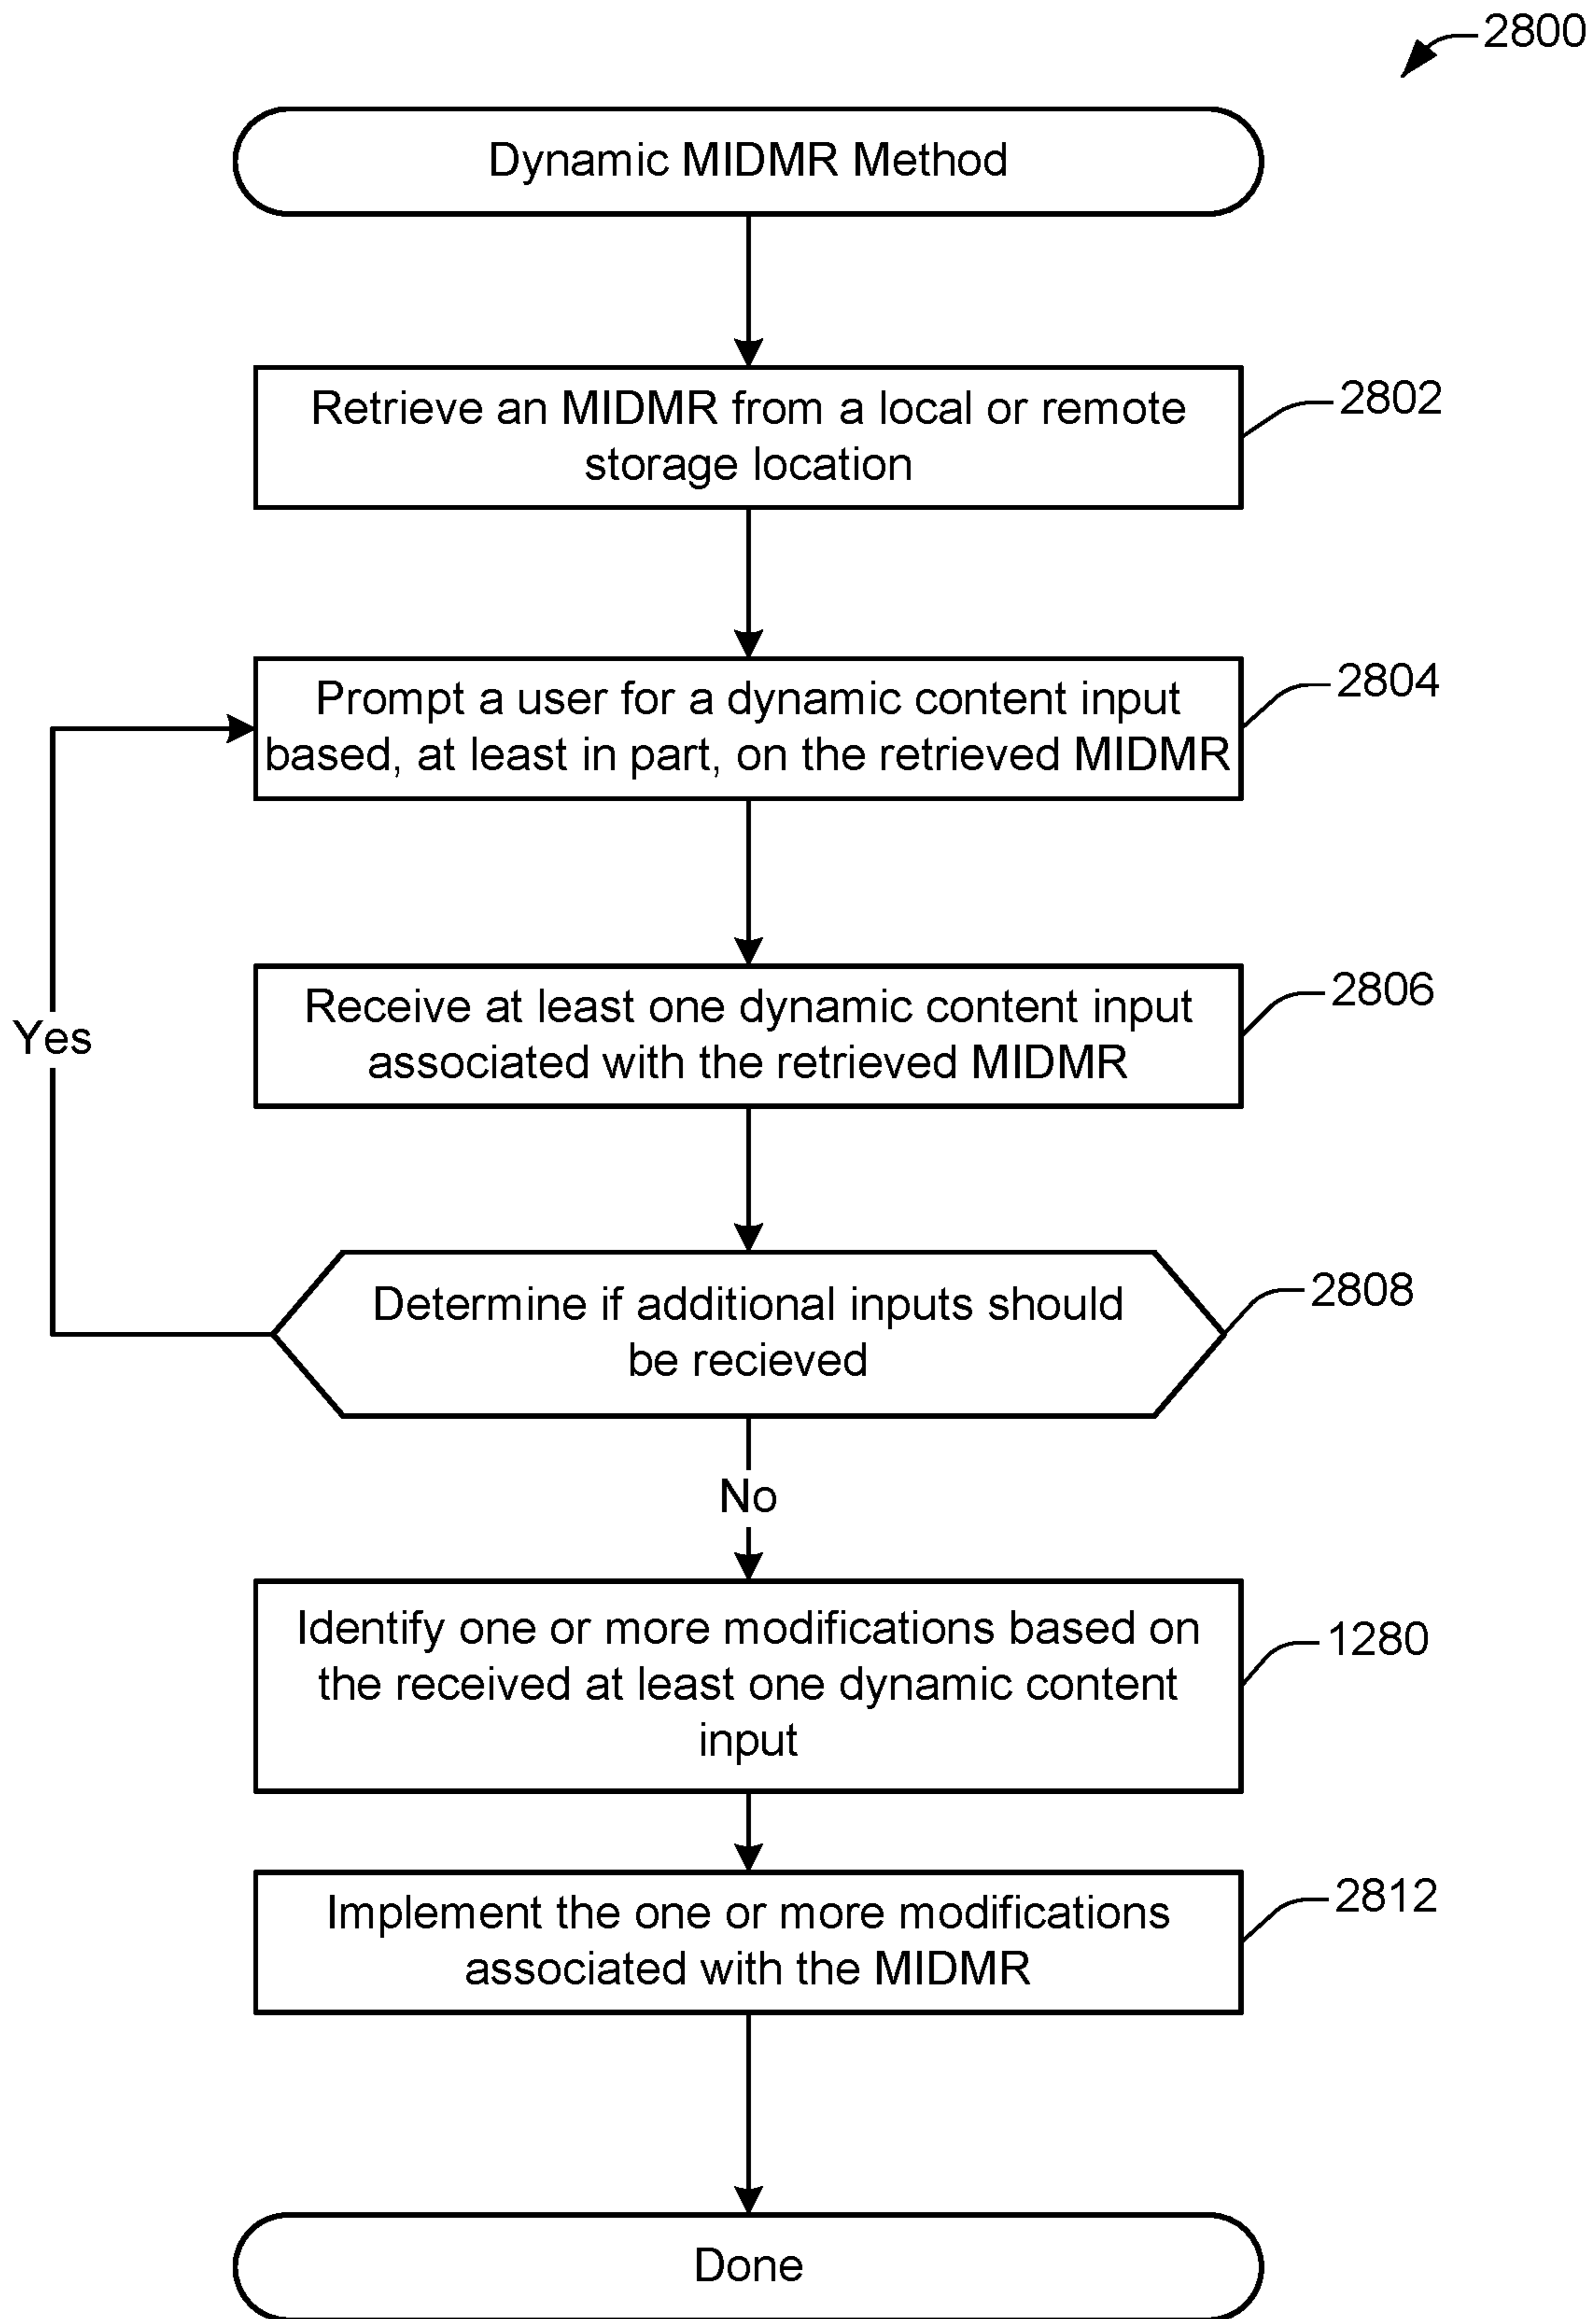 2800
Dynamic MIDMR Method
Retrieve an MIDMR from a local or remote
storage location
2802
Prompt a user for a dynamic content input
based, at least in part, on the retrieved MIDMR
2804
Receive at least one dynamic content input
associated with the retrieved MIDMR
2806
Yes
Determine if additional inputs should
be recieved
2808
No
Identify one or more modifications based on
the received at least one dynamic content
input
1280
Implement the one or more modifications
associated with the MIDMR
2812
Done